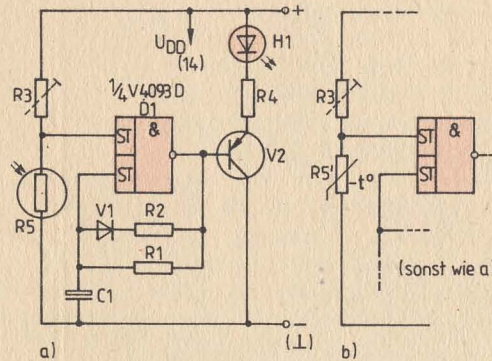 +
U_DD
(14)
H1
R3
¼ V4093D
D1
ST
&
ST
R4
V2
R5
V1
R2
R1
C1
−
(⊥)
a)
R3
ST
&
ST
R5'
-t°
(sonst wie a)
b)